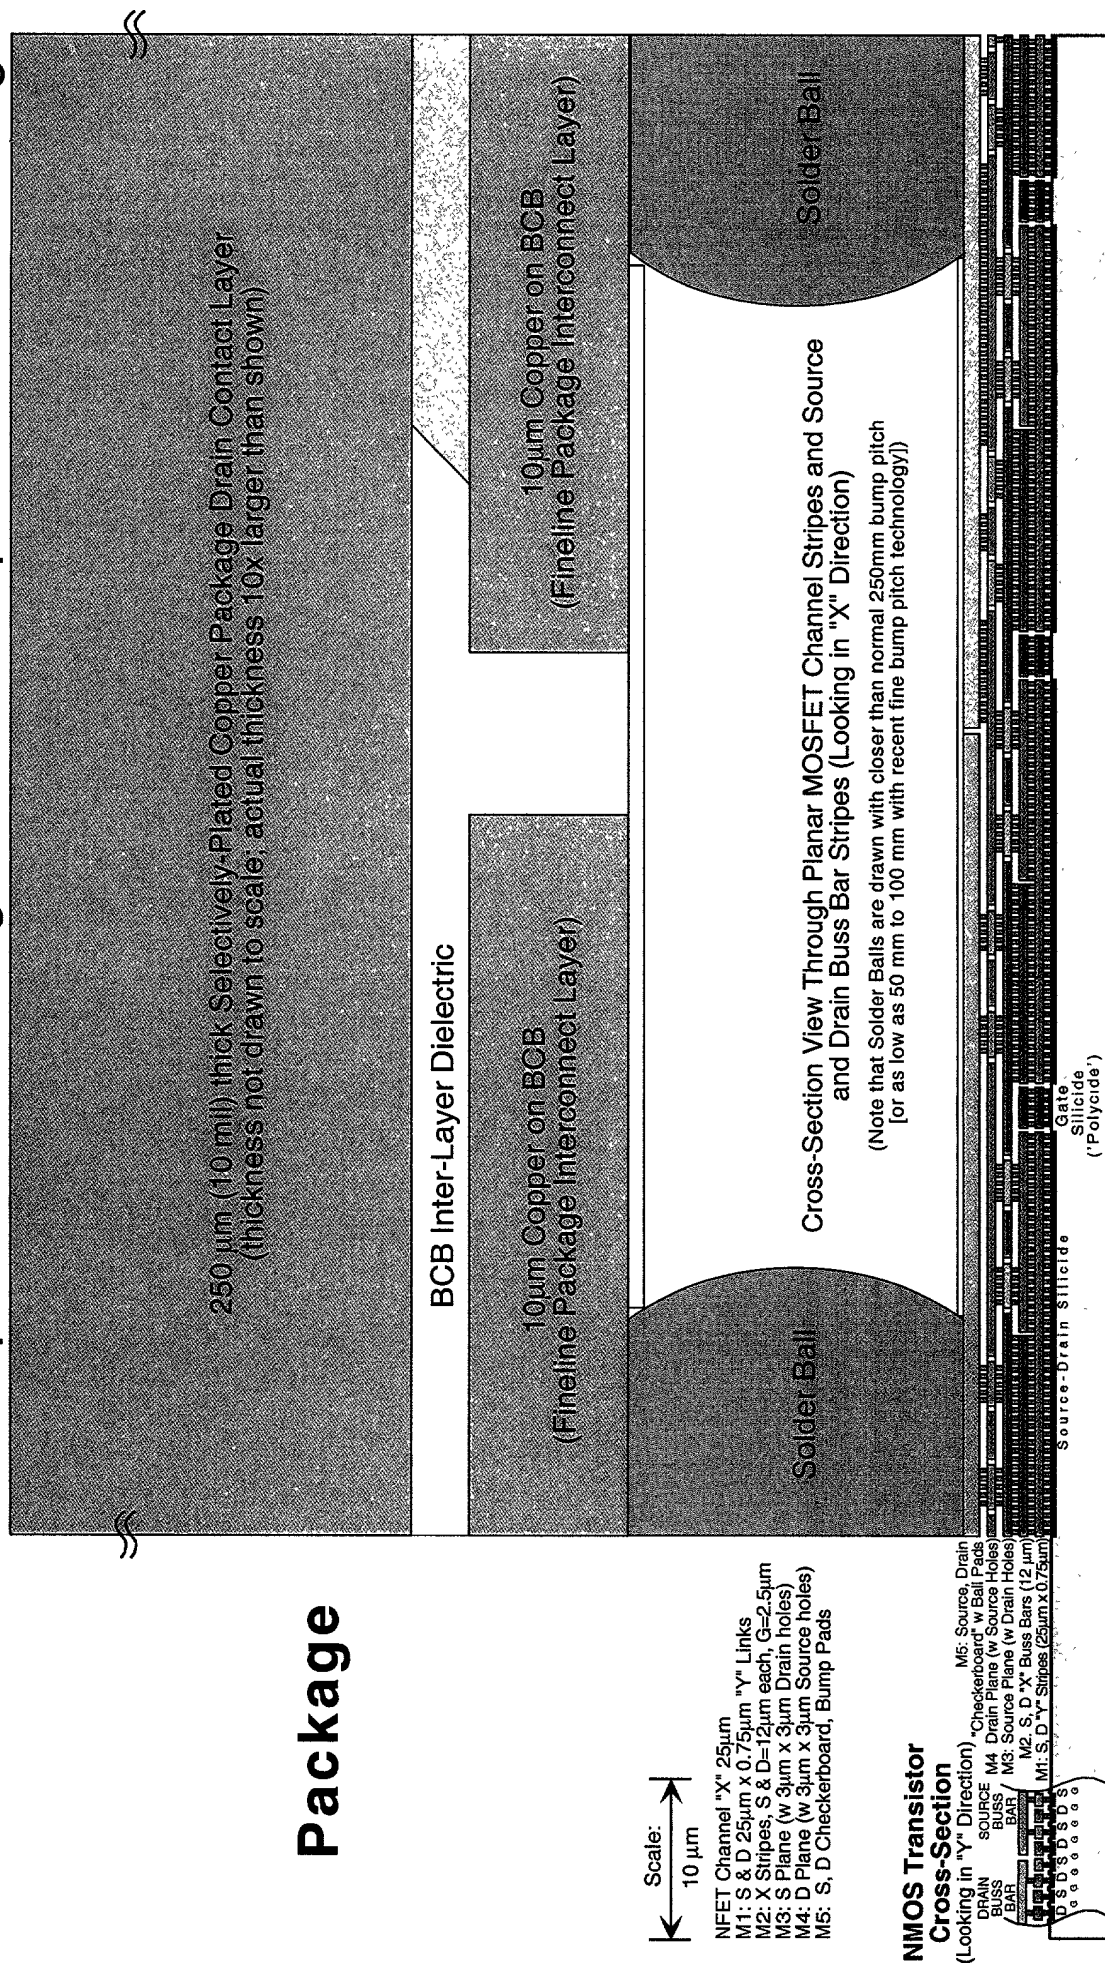 Package
250 µm (10 mil) thick Selectively-Plated Copper Package Drain Contact Layer
(thickness not drawn to scale; actual thickness 10x larger than shown)
BCB Inter-Layer Dielectric
10µm Copper on BCB
(Fineline Package Interconnect Layer)
10µm Copper on BCB
(Fineline Package Interconnect Layer)
Solder Ball
Solder Ball
Cross-Section View Through Planar MOSFET Channel Stripes and Source
and Drain Buss Bar Stripes (Looking in "X" Direction)
(Note that Solder Balls are drawn with closer than normal 250mm bump pitch
[or as low as 50 mm to 100 mm with recent fine bump pitch technology])
Scale:
10 µm
NFET Channel "X" 25µm
M1: S & D 25µm x 0.75µm "Y" Links
M2: X Stripes, S & D=12µm each, G=2.5µm
M3: S Plane (w 3µm x 3µm Drain holes)
M4: D Plane (w 3µm x 3µm Source holes)
M5: S, D Checkerboard, Bump Pads
NMOS Transistor
Cross-Section
(Looking in "Y" Direction)
DRAIN
BUSS
BAR
SOURCE
BUSS
BAR
D S D S D S D S
G G G G G G G
M5: Source, Drain
"Checkerboard" w Ball Pads
M4 Drain Plane (w Source Holes)
M3: Source Plane (w Drain Holes)
M2. S, D "X" Buss Bars (12 µm)
M1: S, D "Y" Stripes (25µm x 0.75µm)
Source-Drain Silicide
Gate
Silicide
('Polycide')